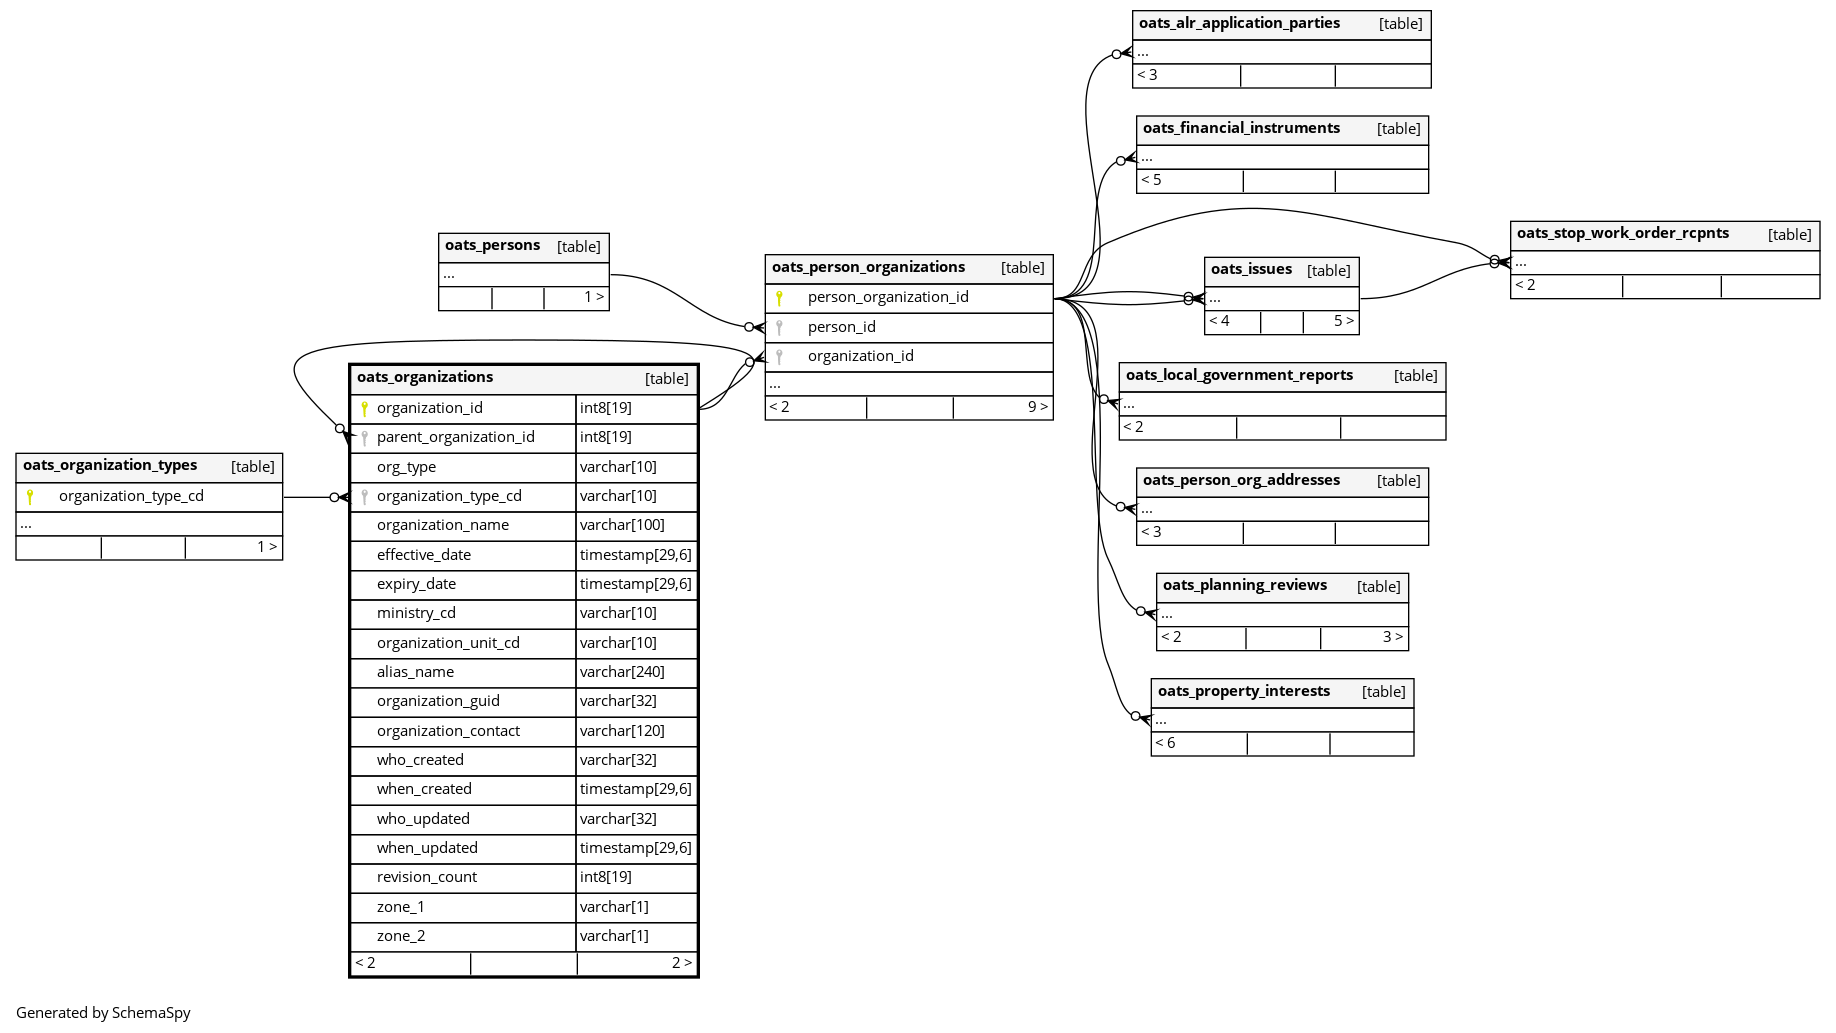 oats_alr_application_parties [table]
...
< 3
oats_financial_instruments [table]
...
< 5
oats_stop_work_order_rcpnts [table]
...
< 2
oats_persons [table]
...
1 >
oats_person_organizations [table]
person_organization_id
person_id
organization_id
...
< 2 9 >
oats_issues [table]
...
< 4 5 >
oats_local_government_reports [table]
...
< 2
oats_organizations [table]
organization_id int8[19]
parent_organization_id int8[19]
org_type varchar[10]
organization_type_cd varchar[10]
organization_name varchar[100]
effective_date timestamp[29,6]
expiry_date timestamp[29,6]
ministry_cd varchar[10]
organization_unit_cd varchar[10]
alias_name varchar[240]
organization_guid varchar[32]
organization_contact varchar[120]
who_created varchar[32]
when_created timestamp[29,6]
who_updated varchar[32]
when_updated timestamp[29,6]
revision_count int8[19]
zone_1 varchar[1]
zone_2 varchar[1]
< 2 2 >
oats_organization_types [table]
organization_type_cd
...
1 >
oats_person_org_addresses [table]
...
< 3
oats_planning_reviews [table]
...
< 2 3 >
oats_property_interests [table]
...
< 6
Generated by SchemaSpy